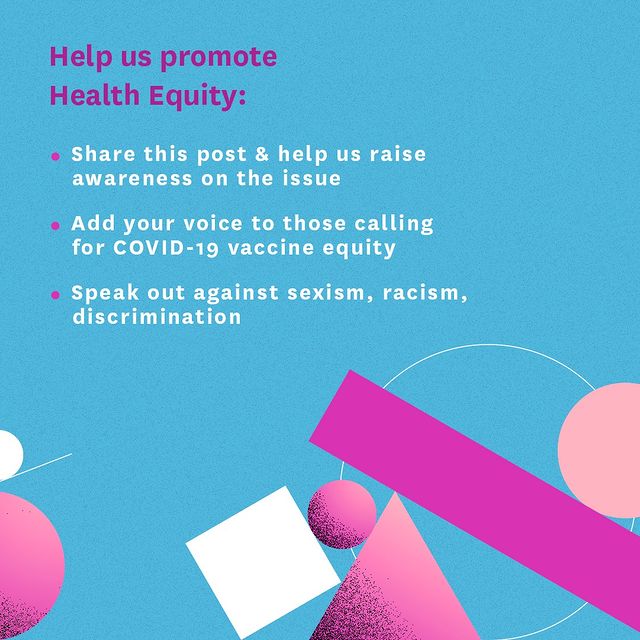 Help us promote
Health Equity:
• Share this post & help us raise
awareness on the issue
• Add your voice to those calling
for COVID-19 vaccine equity
• Speak out against sexism, racism,
discrimination